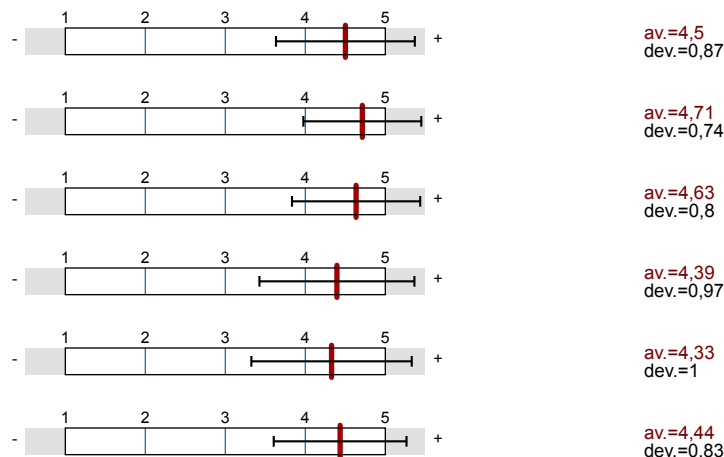 1 2 3 4 5
- +
av.=4,5
dev.=0,87
1 2 3 4 5
- +
av.=4,71
dev.=0,74
1 2 3 4 5
- +
av.=4,63
dev.=0,8
1 2 3 4 5
- +
av.=4,39
dev.=0,97
1 2 3 4 5
- +
av.=4,33
dev.=1
1 2 3 4 5
- +
av.=4,44
dev.=0,83